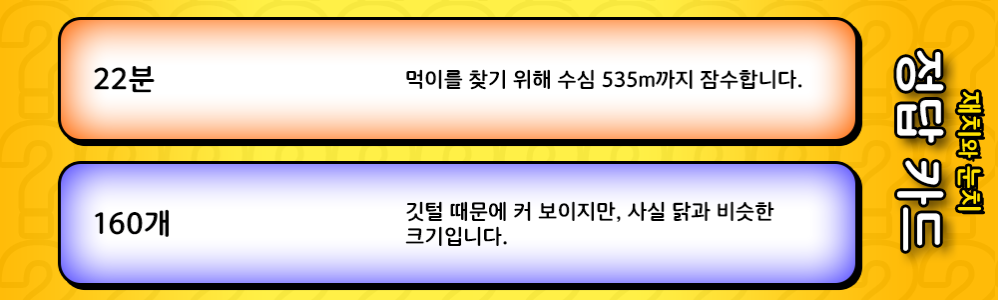 22분
먹이를 찾기 위해 수심 535m까지 잠수합니다.
160개
깃털 때문에 커 보이지만, 사실 닭과 비슷한
크기입니다.
재치와 눈치
정답 카드